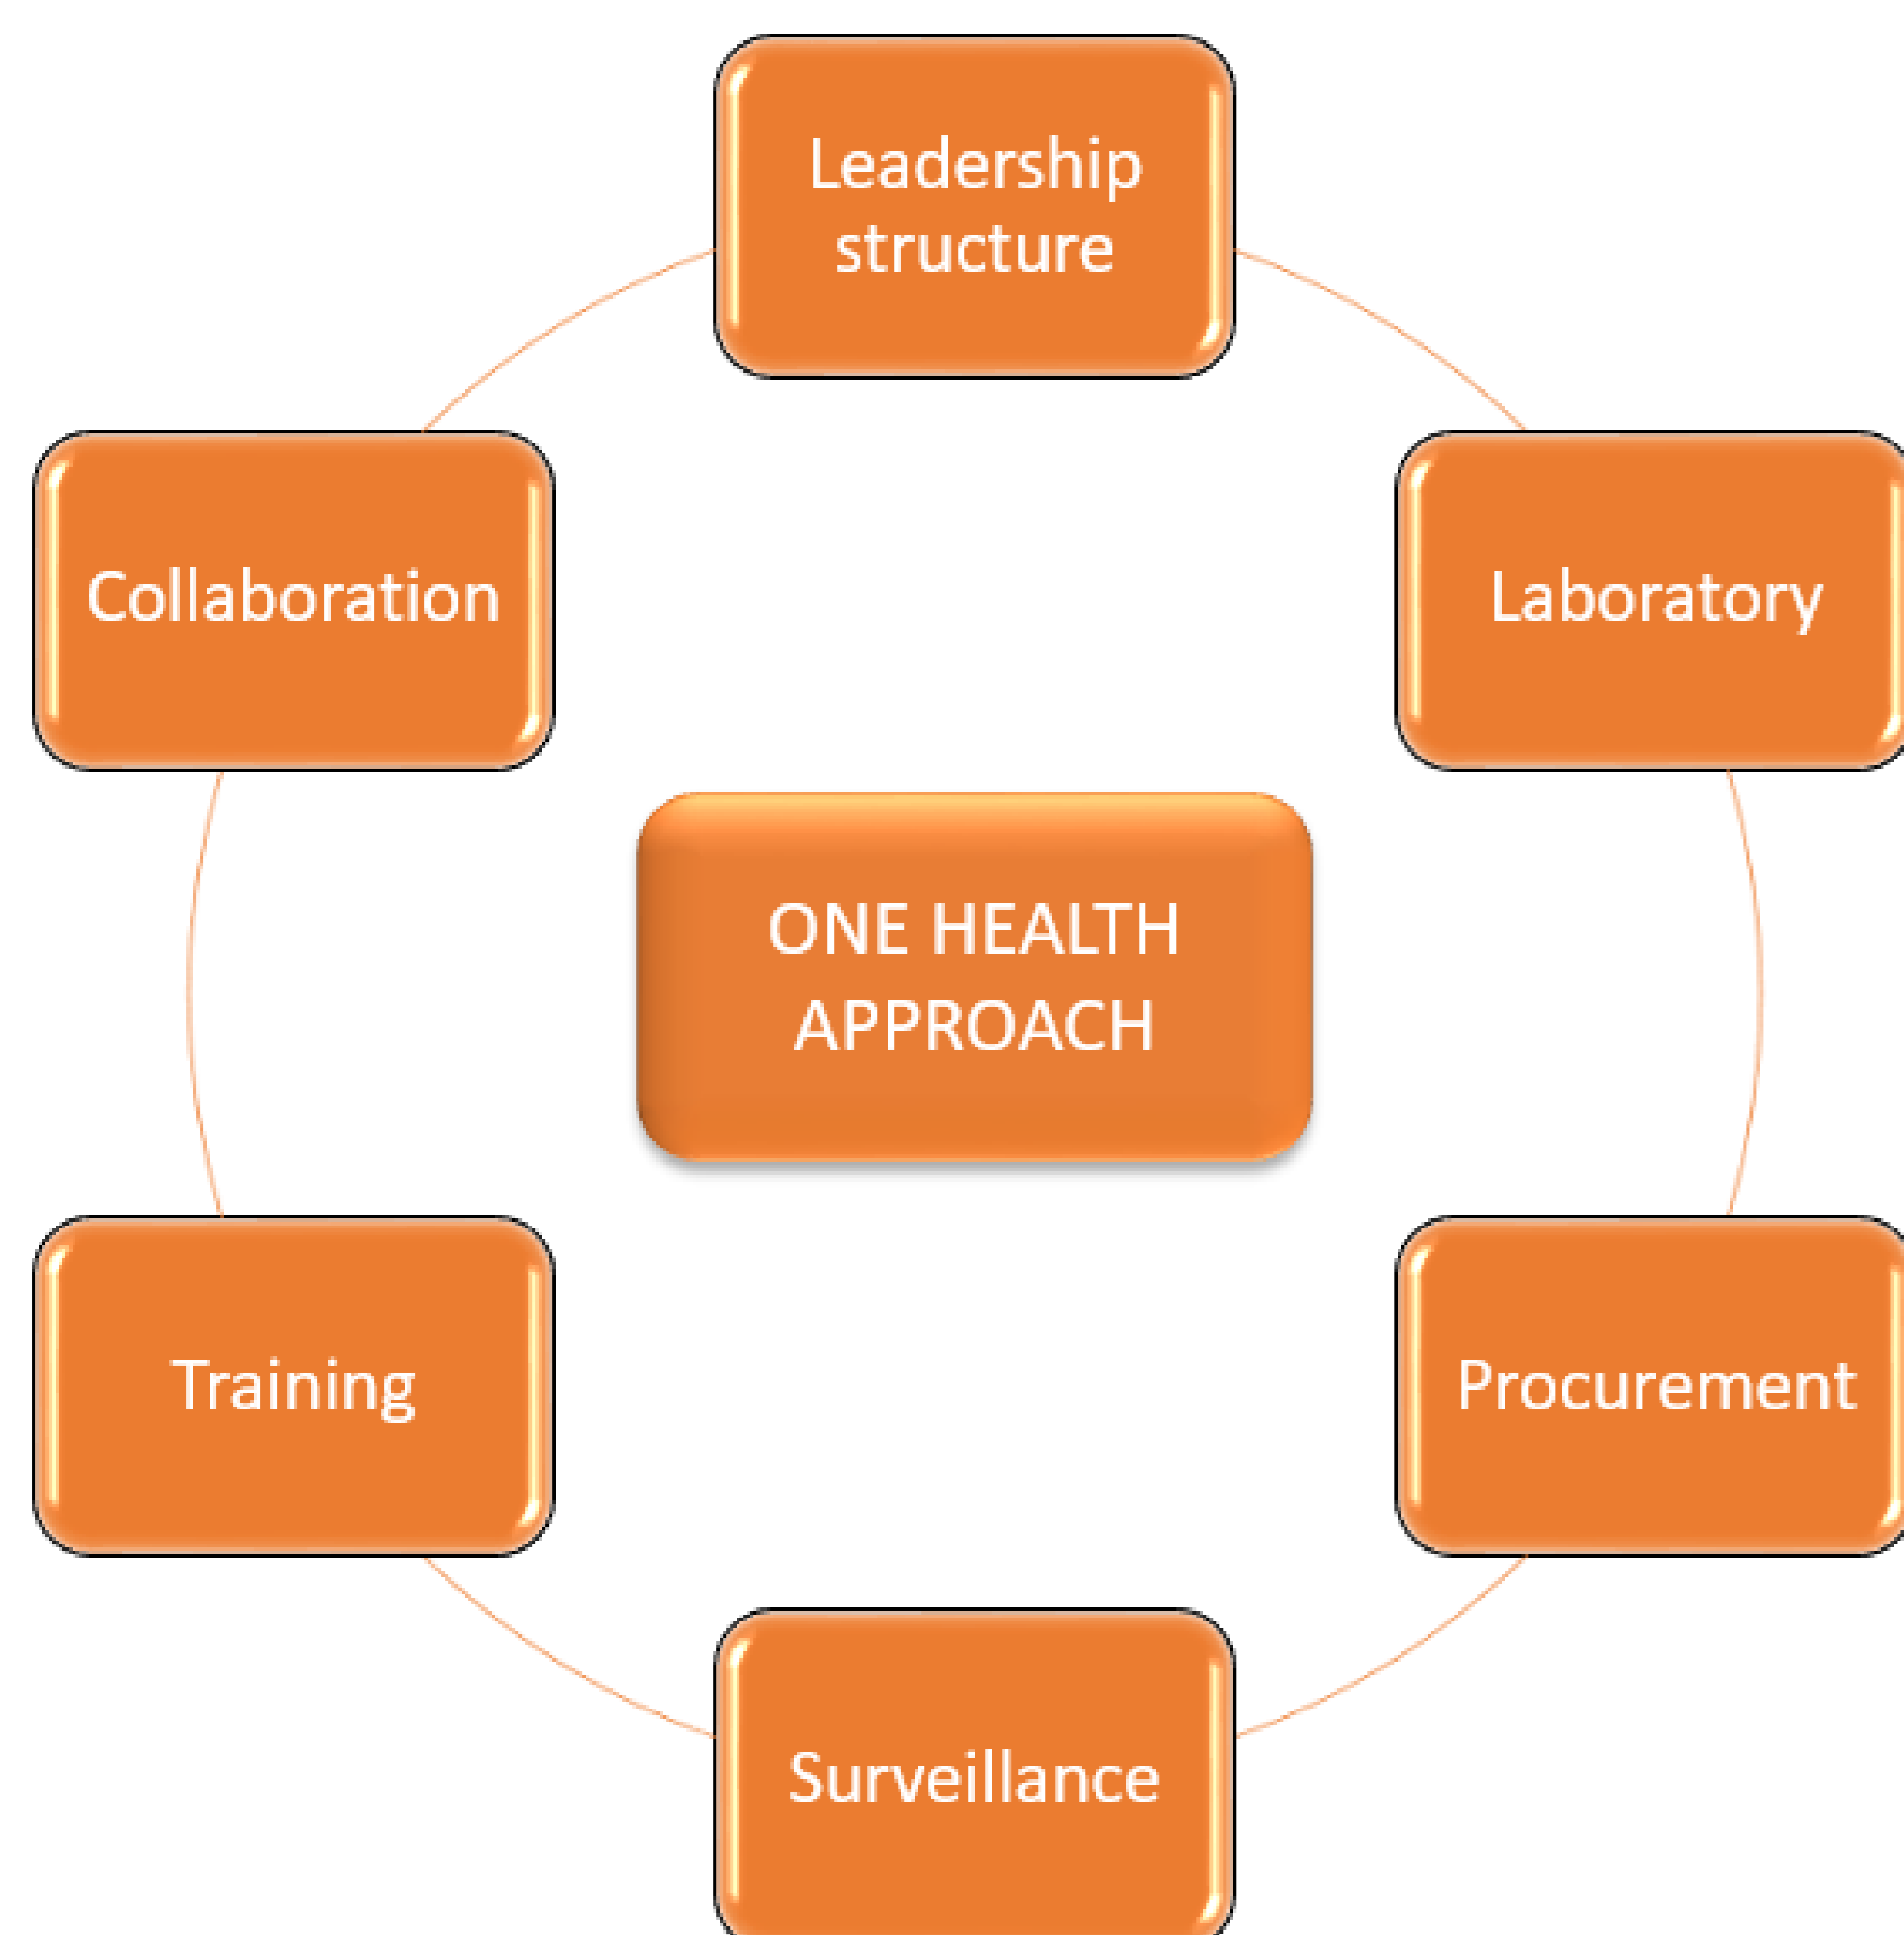 Leadership
structure
Collaboration
Laboratory
ONE HEALTH
APPROACH
Training
Procurement
Surveillance